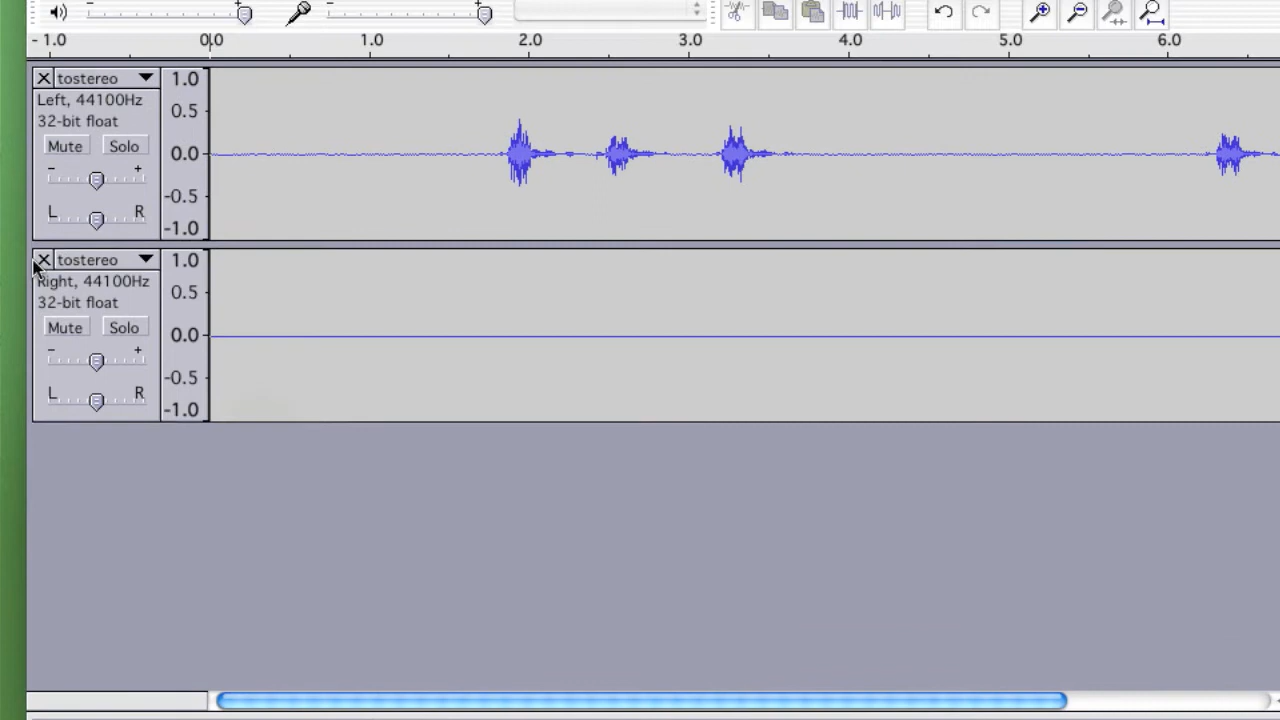 - + - +
- 1.0 0.0 1.0 2.0 3.0 4.0 5.0 6.0
X tostereo 1.0
Left, 44100Hz
0.5
32-bit float
Mute Solo 0.0
- +
-0.5
L R
-1.0
X tostereo 1.0
Right, 44100Hz
0.5
32-bit float
Mute Solo 0.0
- +
-0.5
L R
-1.0